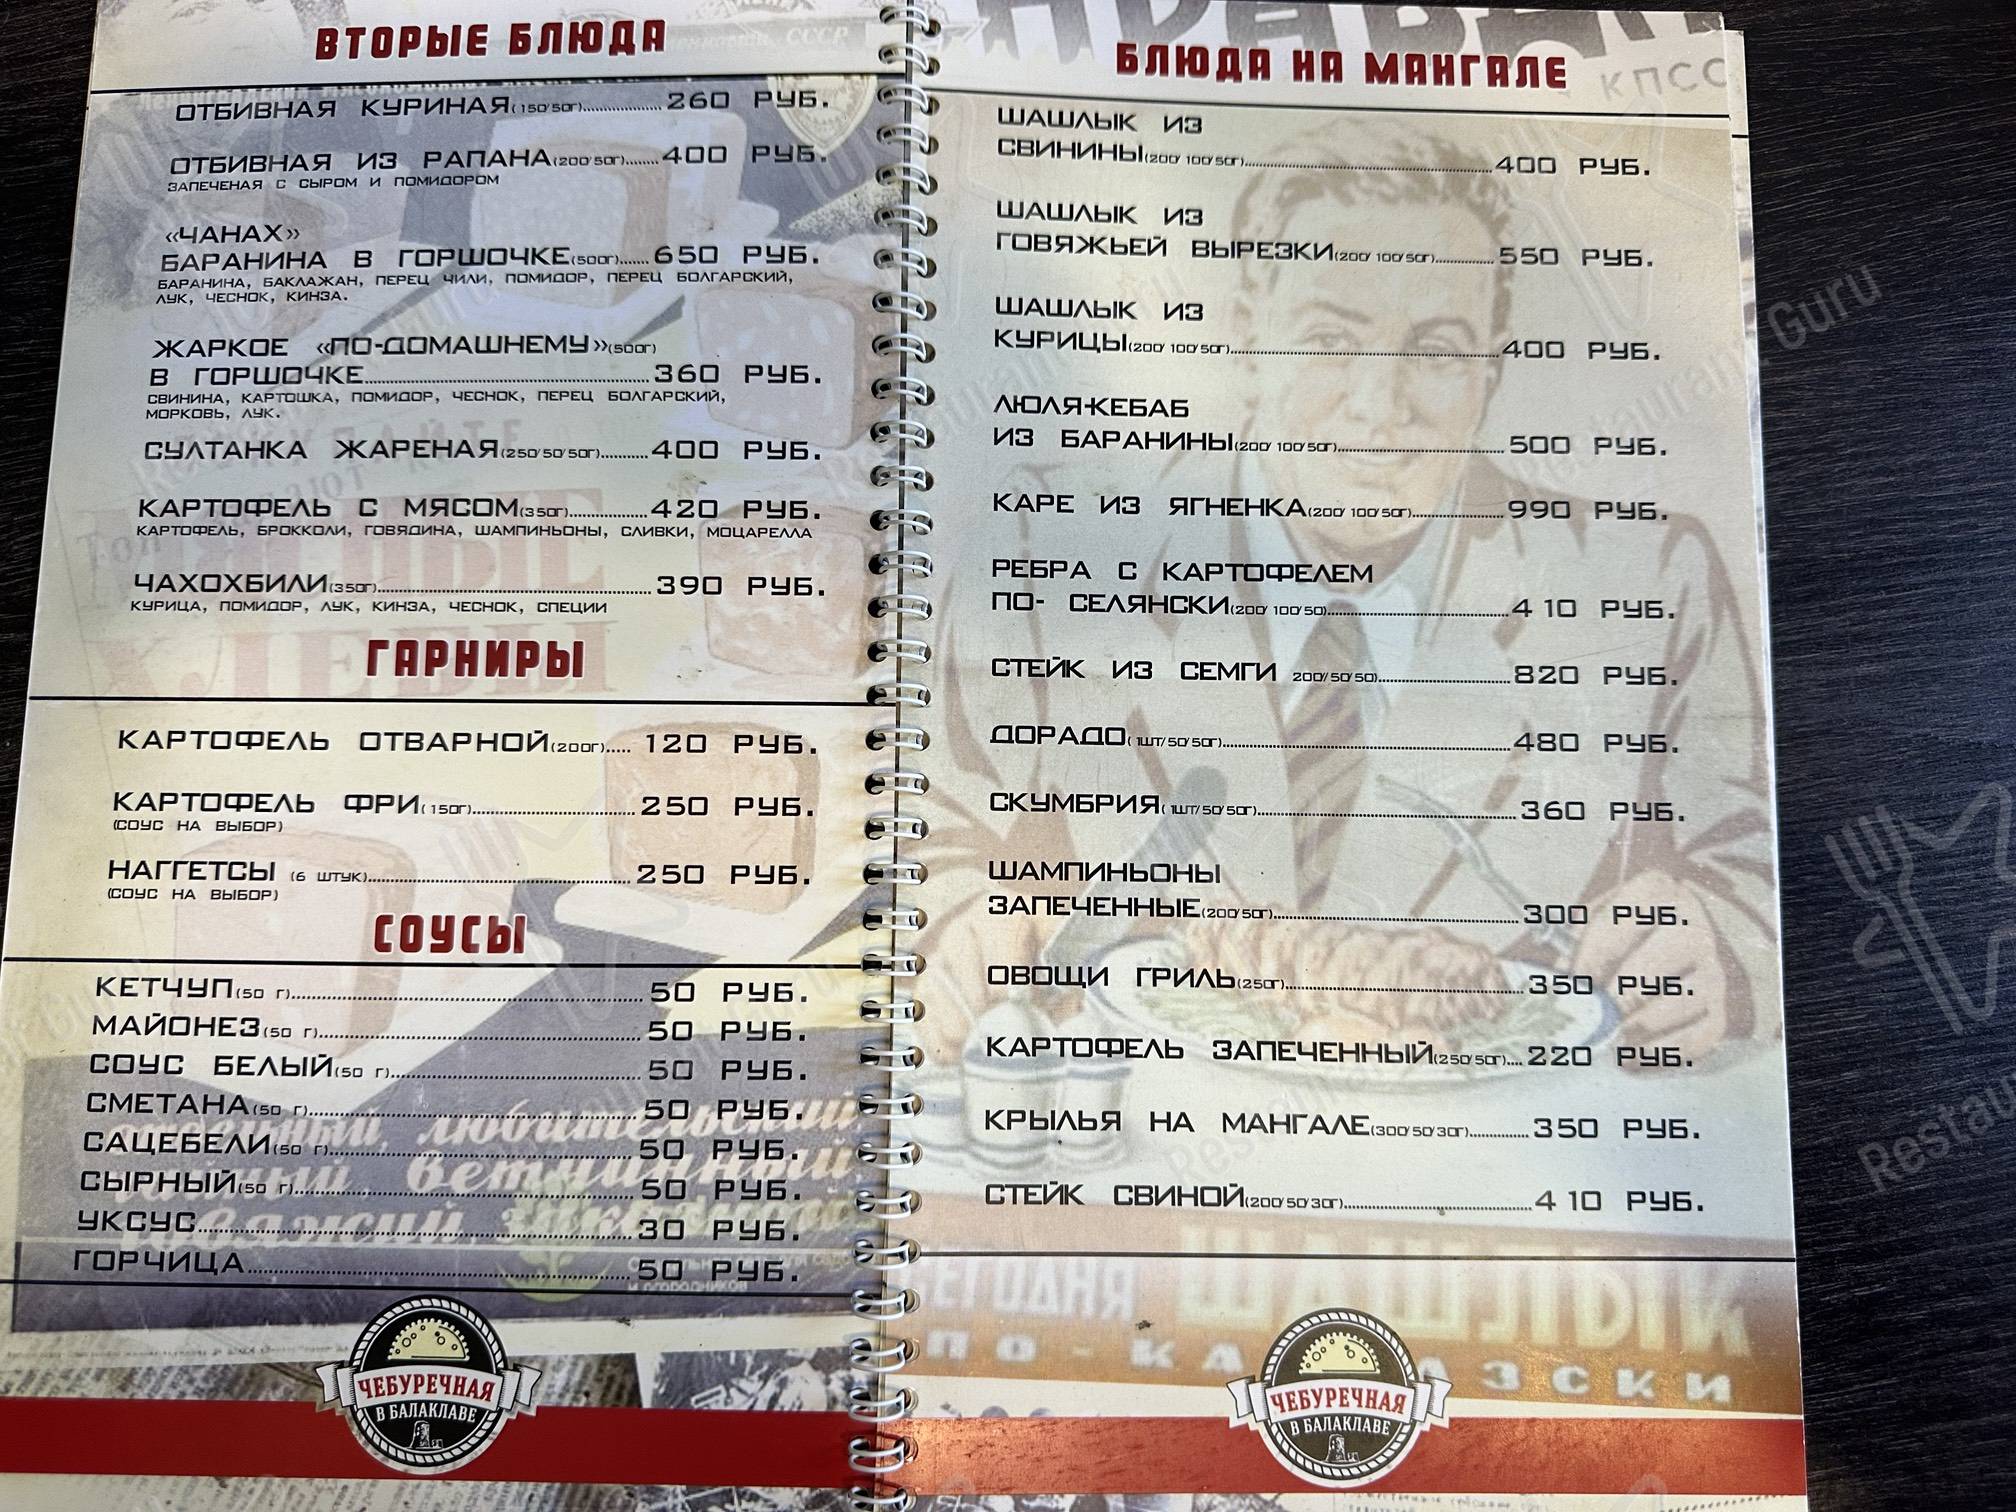 ВТОРЫЕ БЛЮДА
ОТБИВНАЯ КУРИНАЯ(150/50Г)....................260 РУБ.
ОТБИВНАЯ ИЗ РАПАНА(200/50Г).......400 РУБ.
ЗАПЕЧЕНАЯ С СЫРОМ И ПОМИДОРОМ
«ЧАНАХ»
БАРАНИНА В ГОРШОЧКЕ(500Г)......650 РУБ.
БАРАНИНА, БАКЛАЖАН, ПЕРЕЦ ЧИЛИ, ПОМИДОР, ПЕРЕЦ БОЛГАРСКИЙ,
ЛУК, ЧЕСНОК, КИНЗА.
ЖАРКОЕ «ПО-ДОМАШНЕМУ»(500Г)
В ГОРШОЧКЕ..........................360 РУБ.
СВИНИНА, КАРТОШКА, ПОМИДОР, ЧЕСНОК, ПЕРЕЦ БОЛГАРСКИЙ,
МОРКОВЬ, ЛУК.
СУЛТАНКА ЖАРЕНАЯ(250/50/50Г)..........400 РУБ.
КАРТОФЕЛЬ С МЯСОМ(350Г)................420 РУБ.
КАРТОФЕЛЬ, БРОККОЛИ, ГОВЯДИНА, ШАМПИНЬОНЫ, СЛИВКИ, МОЦАРЕЛЛА
ЧАХОХБИЛИ(350Г)..........................390 РУБ.
КУРИЦА, ПОМИДОР, ЛУК, КИНЗА, ЧЕСНОК, СПЕЦИИ
ГАРНИРЫ
КАРТОФЕЛЬ ОТВАРНОЙ(200Г)..... 120 РУБ.
КАРТОФЕЛЬ ФРИ(150Г)..........................250 РУБ.
(СОУС НА ВЫБОР)
НАГГЕТСЫ (6 ШТУК)..........................250 РУБ.
(СОУС НА ВЫБОР)
СОУСЫ
КЕТЧУП(50 Г)..........................50 РУБ.
МАЙОНЕЗ(50 Г)..........................50 РУБ.
СОУС БЕЛЫЙ(50 Г)..........................50 РУБ.
СМЕТАНА(50 Г)..........................50 РУБ.
САЦЕБЕЛИ(50 Г)..........................50 РУБ.
СЫРНЫЙ(50 Г)..........................50 РУБ.
УКСУС..........................30 РУБ.
ГОРЧИЦА..........................50 РУБ.
ЧЕБУРЕЧНАЯ
В БАЛАКЛАВЕ
КПСС
БЛЮДА НА МАНГАЛЕ
ШАШЛЫК ИЗ
СВИНИНЫ(200/100/50Г)..........................400 РУБ.
ШАШЛЫК ИЗ
ГОВЯЖЬЕЙ ВЫРЕЗКИ(200/100/50Г)..............550 РУБ.
ШАШЛЫК ИЗ
КУРИЦЫ(200/100/50Г)..........................400 РУБ.
ЛЮЛЯ-КЕБАБ
ИЗ БАРАНИНЫ(200/100/50Г)..........................500 РУБ.
КАРЕ ИЗ ЯГНЕНКА(200/100/50Г)....................990 РУБ.
РЕБРА С КАРТОФЕЛЕМ
ПО- СЕЛЯНСКИ(200/100/50)..........................410 РУБ.
СТЕЙК ИЗ СЕМГИ 200/50/50)..........................820 РУБ.
ДОРАДО(1ШТ/50/50Г)..........................480 РУБ.
СКУМБРИЯ(1ШТ/50/50Г)..........................360 РУБ.
ШАМПИНЬОНЫ
ЗАПЕЧЕННЫЕ(200/50Г)..........................300 РУБ.
ОВОЩИ ГРИЛЬ(250Г)..........................350 РУБ.
КАРТОФЕЛЬ ЗАПЕЧЕННЫЙ(250/50Г)....220 РУБ.
КРЫЛЬЯ НА МАНГАЛЕ(300/50/30Г)..............350 РУБ.
СТЕЙК СВИНОЙ(200/50/30Г)..........................410 РУБ.
СЕГОДНЯ ШАШЛЫК
ЧЕБУРЕЧНАЯ
В БАЛАКЛАВЕ
Restaurant Guru